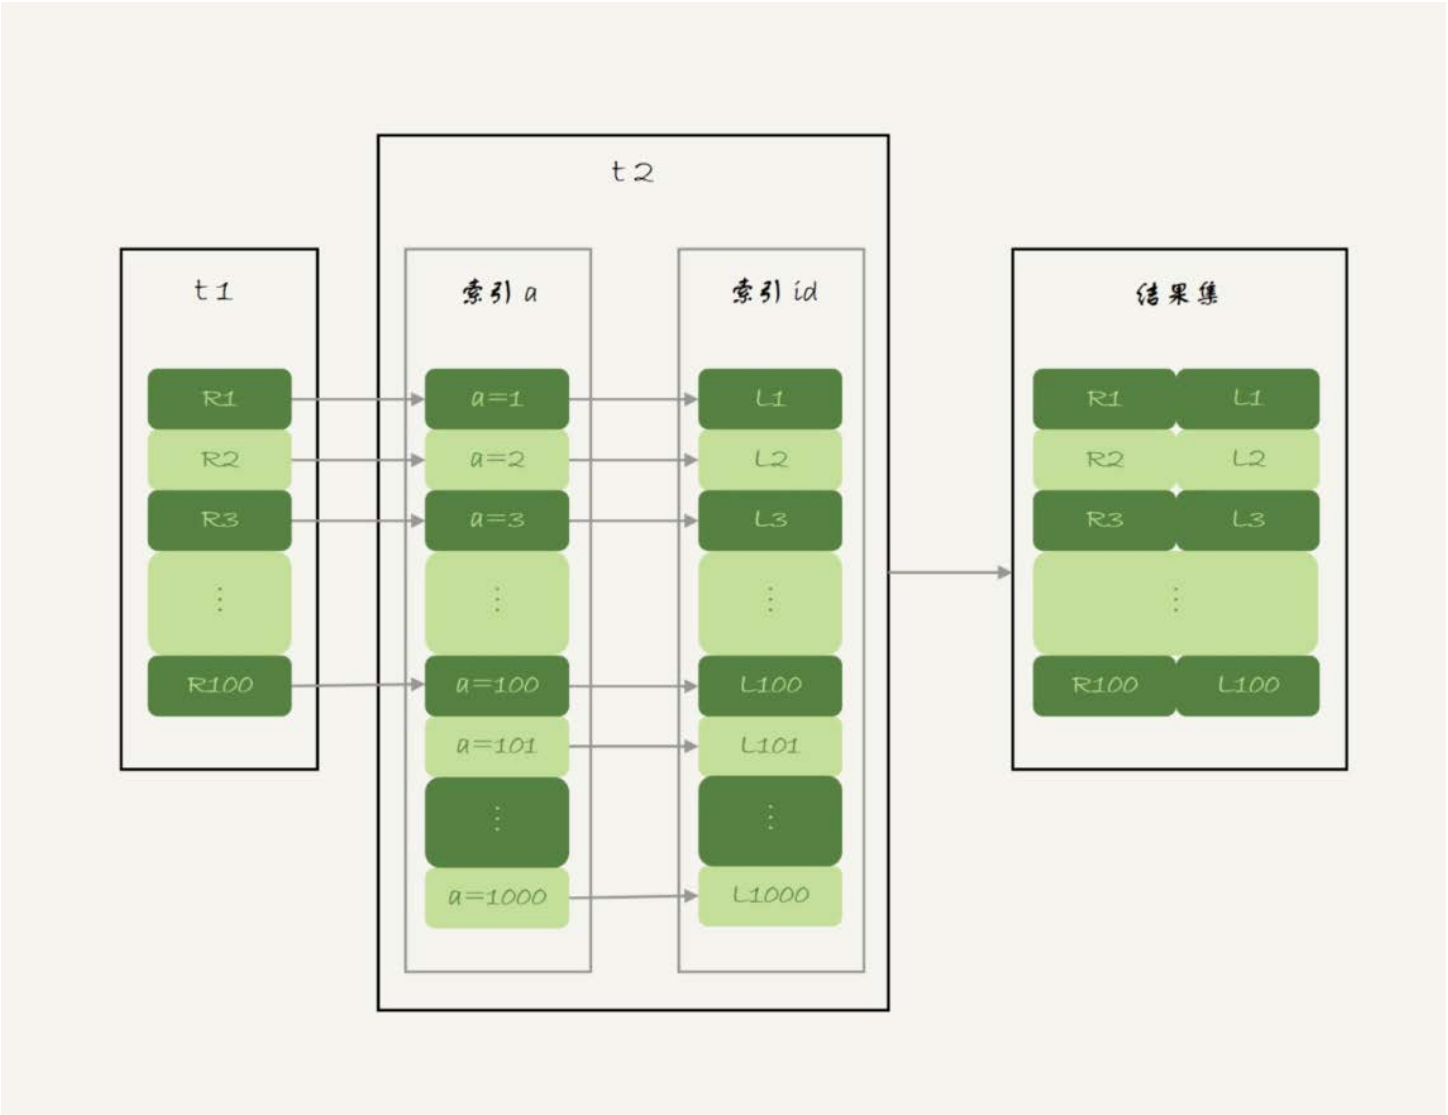 t2
t1
索引 a
索引 id
结果集
R1
a=1
L1
R1
L1
R2
a=2
L2
R2
L2
R3
a=3
L3
R3
L3
⋮
⋮
⋮
⋮
R100
a=100
L100
R100
L100
a=101
L101
⋮
⋮
a=1000
L1000